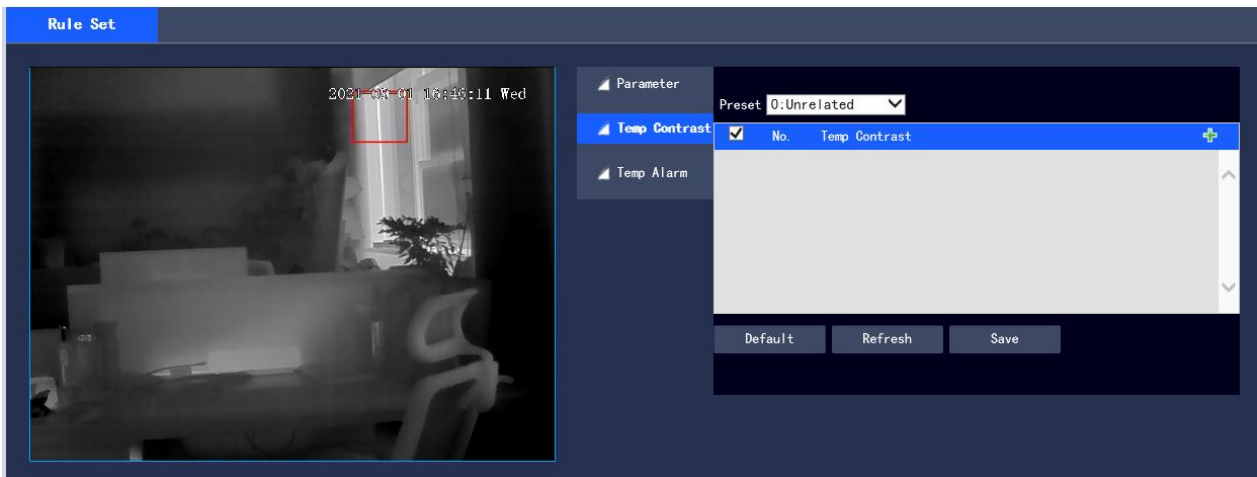 Rule Set
2021-09-01 16:46:11 Wed
Parameter
Temp Contrast
Temp Alarm
Preset 0:Unrelated
No. Temp Contrast
Default Refresh Save